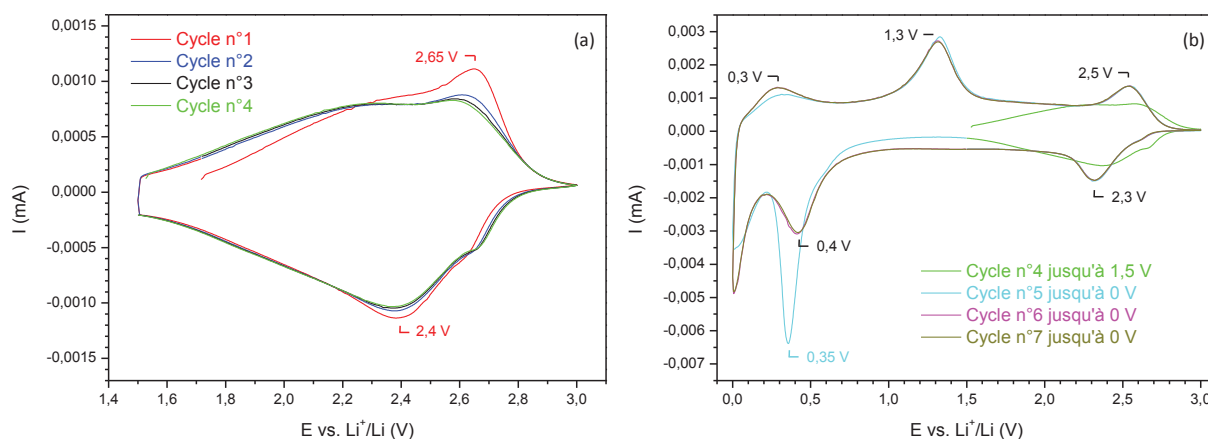 (a)
Cycle n°1
Cycle n°2
Cycle n°3
Cycle n°4
2,65 V
2,4 V
0,0015
0,0010
0,0005
0,0000
-0,0005
-0,0010
-0,0015
I (mA)
1,4 1,6 1,8 2,0 2,2 2,4 2,6 2,8 3,0
E vs. Li⁺/Li (V)
(b)
1,3 V
0,3 V
2,5 V
2,3 V
0,4 V
0,35 V
Cycle n°4 jusqu'à 1,5 V
Cycle n°5 jusqu'à 0 V
Cycle n°6 jusqu'à 0 V
Cycle n°7 jusqu'à 0 V
0,003
0,002
0,001
0,000
-0,001
-0,002
-0,003
-0,004
-0,005
-0,006
-0,007
I (mA)
0,0 0,5 1,0 1,5 2,0 2,5 3,0
E vs. Li⁺/Li (V)